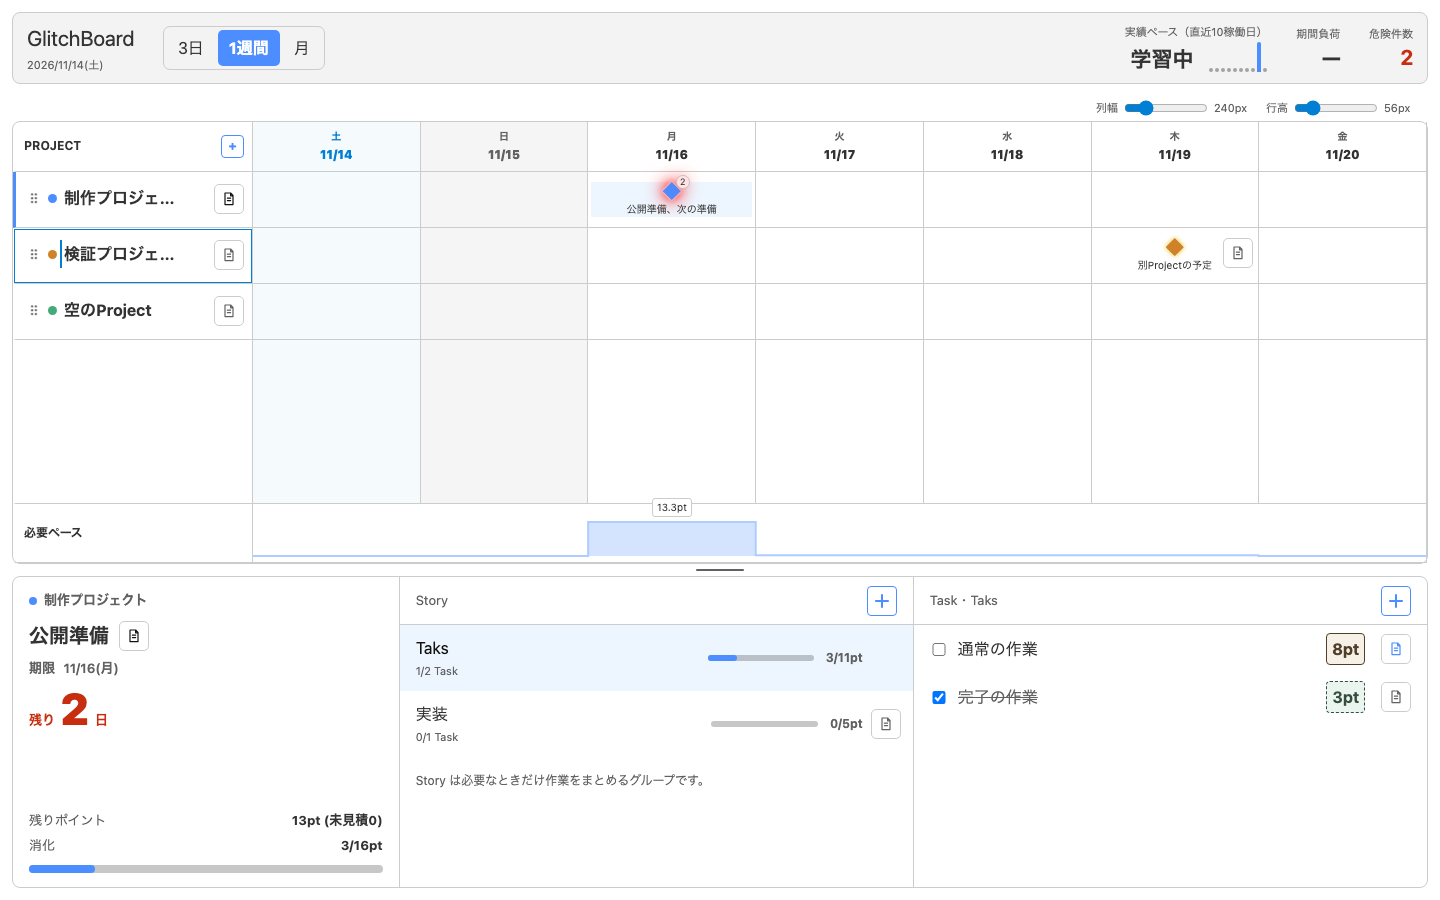 GlitchBoard
2026/11/14(土)
3日 1週間 月
実績ペース（直近10稼働日）
学習中
期間負荷
—
危険件数
2
列幅 240px 行高 56px
PROJECT +
土 11/14
日 11/15
月 11/16
火 11/17
水 11/18
木 11/19
金 11/20
制作プロジェ...
2
公開準備、次の準備
検証プロジェ...
別Projectの予定
空のProject
必要ペース
13.3pt
制作プロジェクト
公開準備
期限 11/16(月)
残り 2 日
残りポイント 13pt (未見積0)
消化 3/16pt
Story +
Taks
1/2 Task
3/11pt
実装
0/1 Task
0/5pt
Story は必要なときだけ作業をまとめるグループです。
Task・Taks +
通常の作業 8pt
完了の作業 3pt